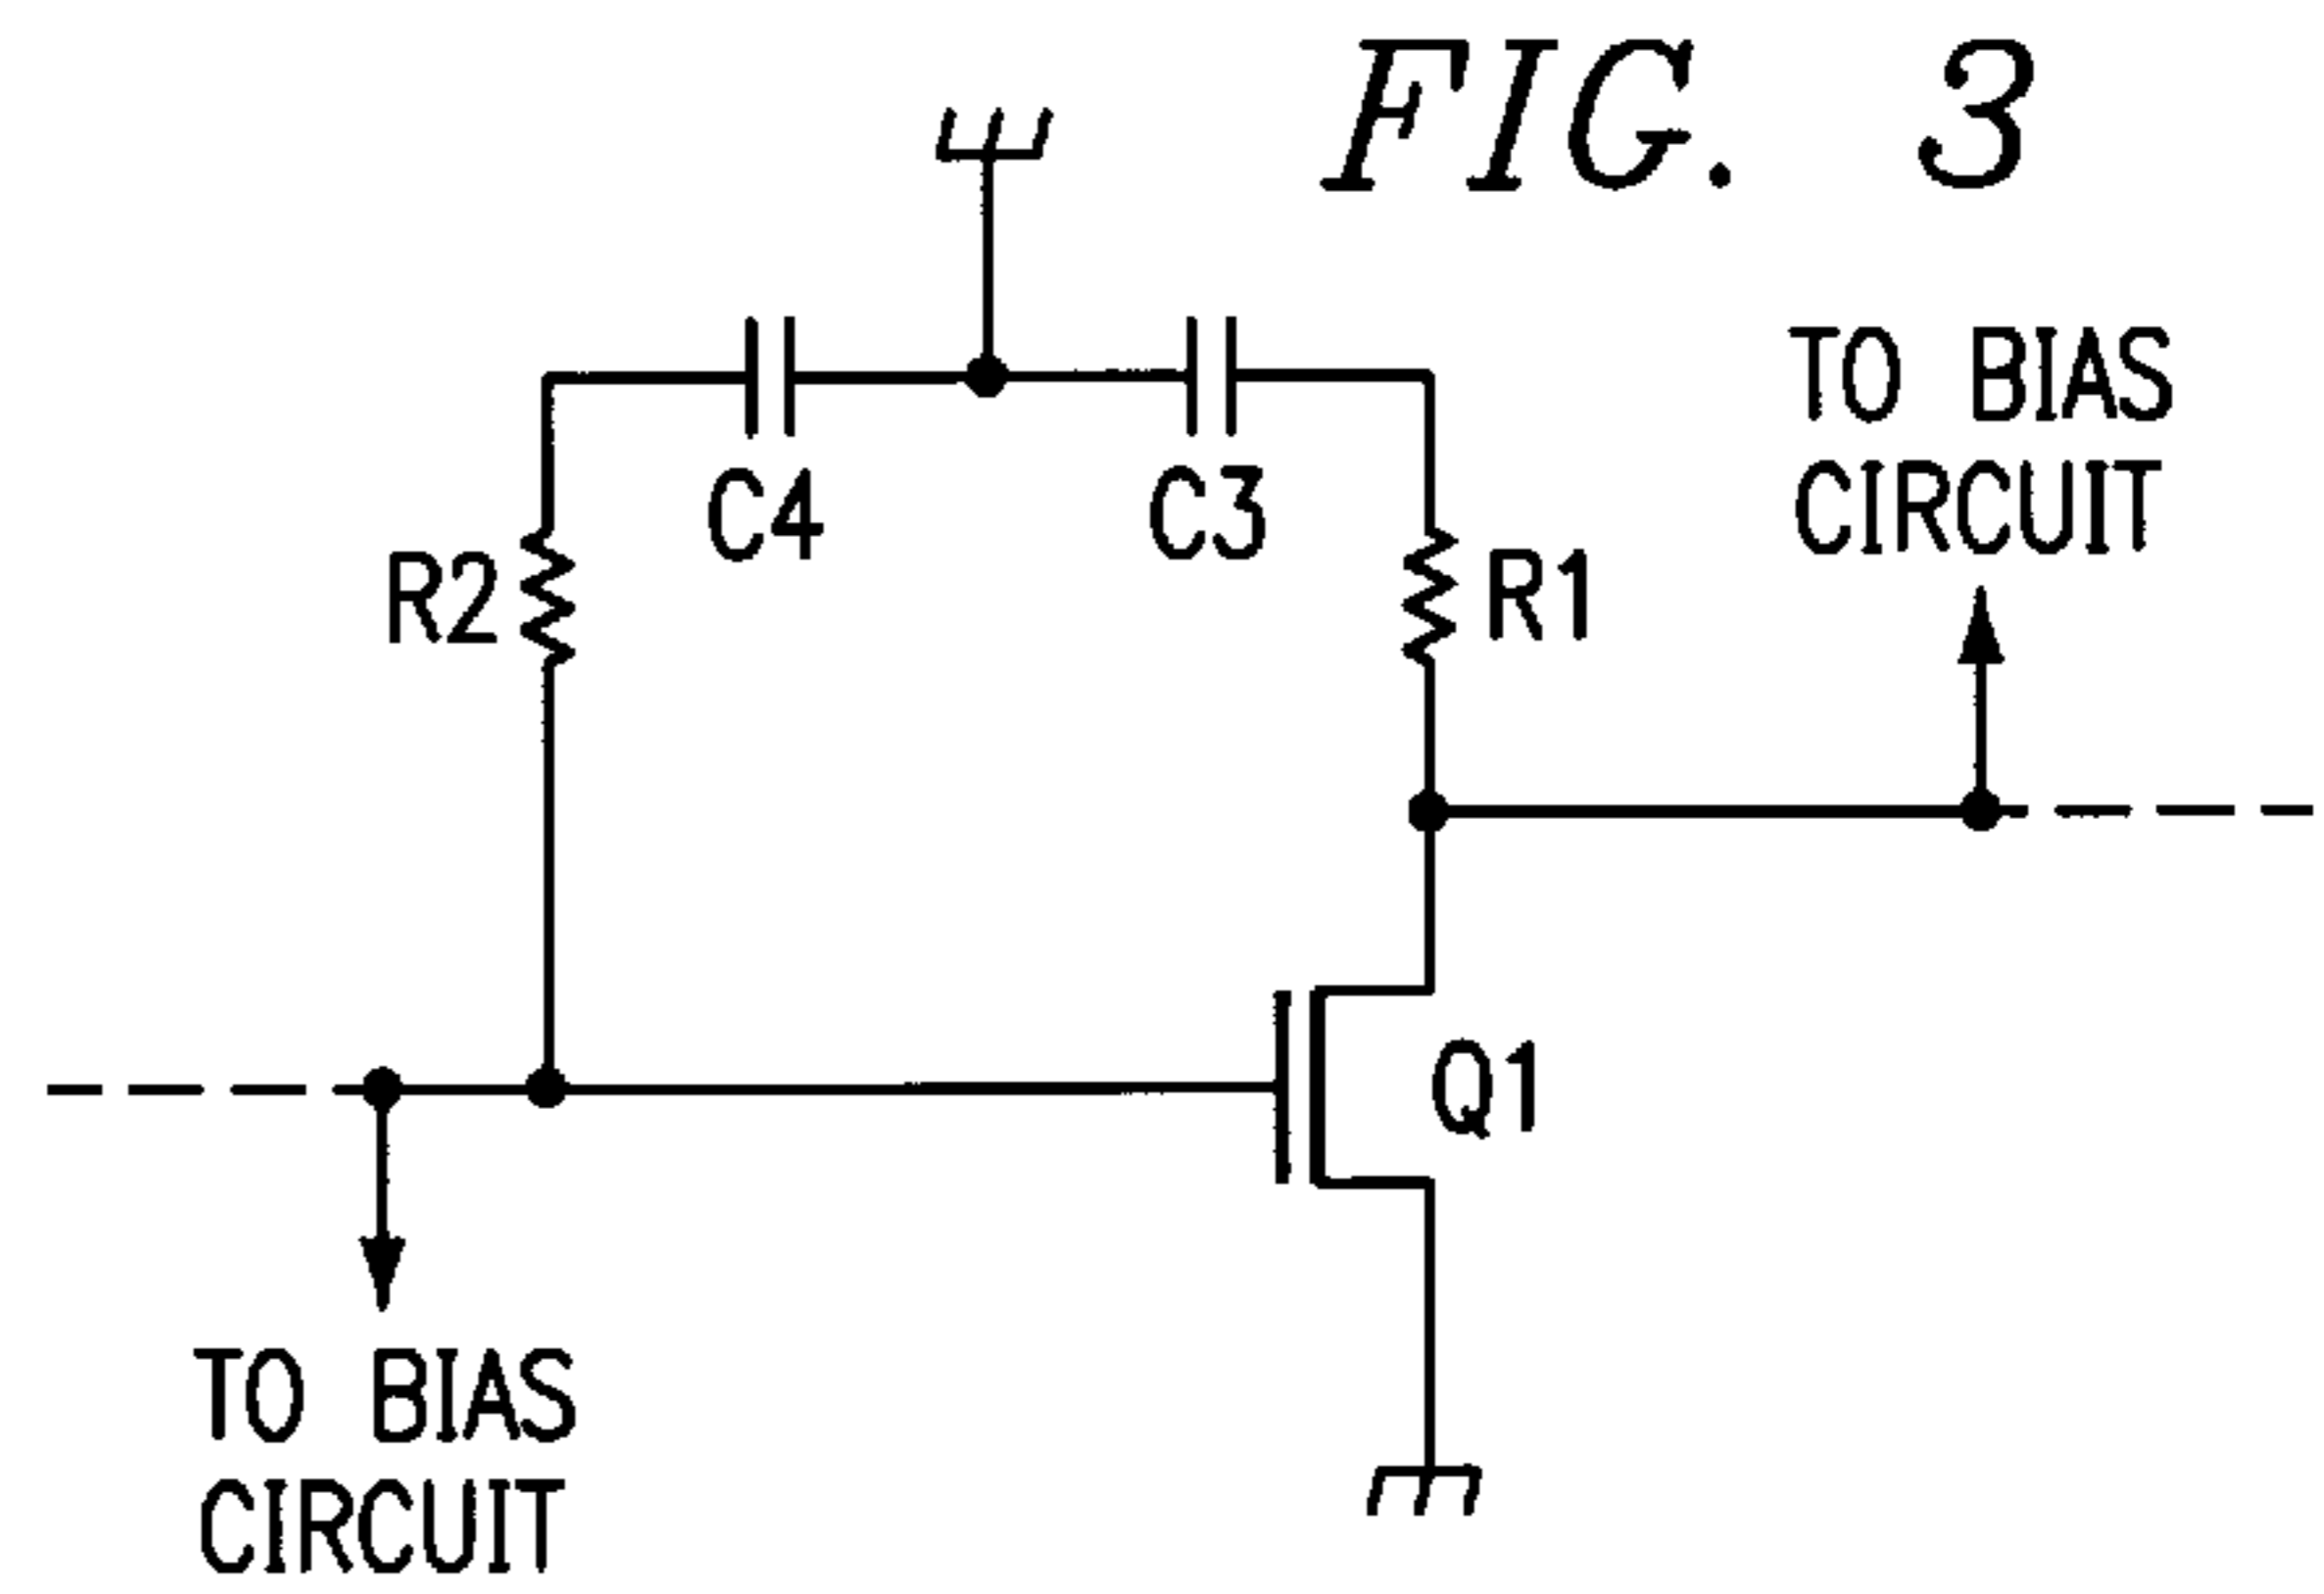 FIG. 3
TO BIAS
CIRCUIT
C4
C3
R2
R1
Q1
TO BIAS
CIRCUIT